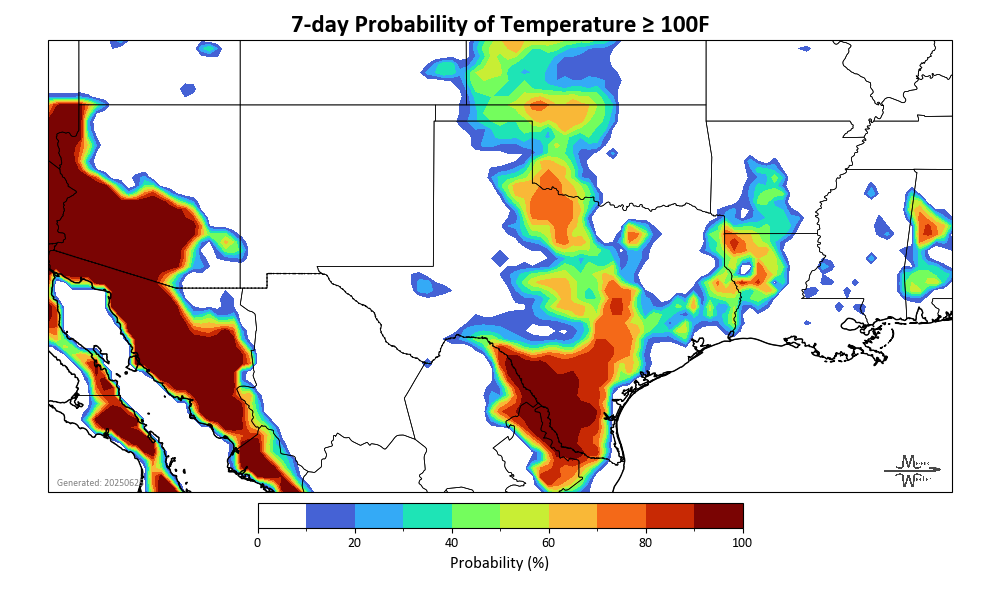 7-day Probability of Temperature ≥ 100F
Generated: 2025062
0 20 40 60 80 100
Probability (%)